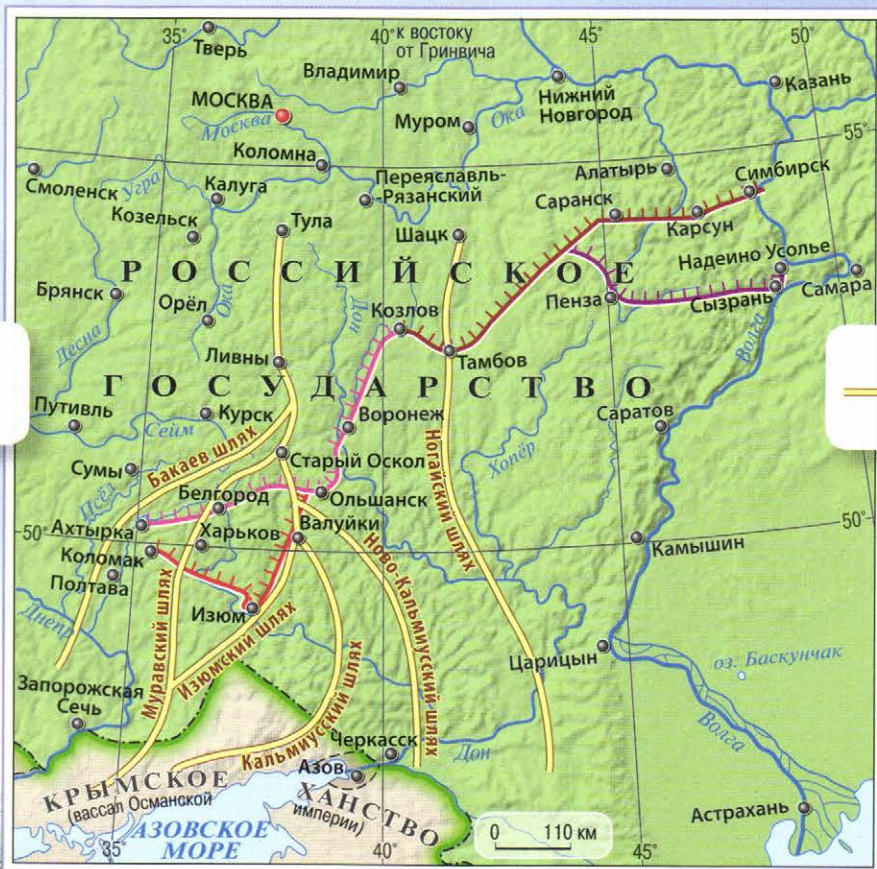 35°
40°
к востоку
от Гринвича
45°
50°
Тверь
Владимир
Нижний
Новгород
Казань
МОСКВА
Москва
Муром
Ока
55°
Коломна
Смоленск
Угра
Калуга
Переяславль-
Рязанский
Алатырь
Симбирск
Козельск
Тула
Шацк
Саранск
Карсун
РОССИЙСКОЕ
Надеино Усолье
Самара
Брянск
Орёл
Ока
Дон
Козлов
Пенза
Сызрань
Десна
Ливны
Тамбов
Волга
ГОСУДАРСТВО
Путивль
Курск
Сейм
Воронеж
Саратов
Бакаев шлях
Хопёр
Сумы
Старый Оскол
Ногайский шлях
Псёл
Белгород
Ольшанск
50°
Ахтырка
Харьков
Валуйки
50°
Коломак
Камышин
Полтава
Ново-Кальмиусский шлях
Днепр
Изюм
Муравский шлях
Изюмский шлях
Царицын
оз. Баскунчак
Запорожская
Сечь
Кальмиусский шлях
Волга
Черкасск
Дон
Азов
КРЫМСКОЕ
ХАНСТВО
(вассал Османской
империи)
Астрахань
АЗОВСКОЕ
МОРЕ
0 110 км
35°
40°
45°